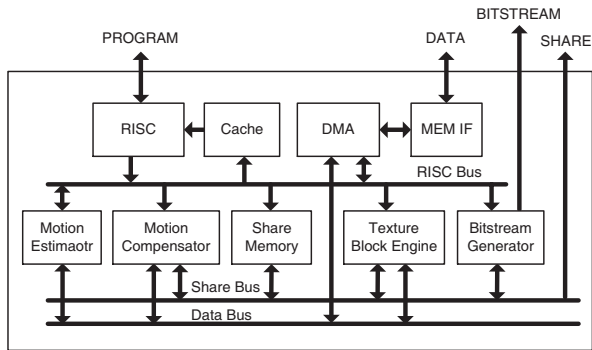 BITSTREAM
PROGRAM
DATA
SHARE
RISC
Cache
DMA
MEM IF
RISC Bus
Motion
Estimaotr
Motion
Compensator
Share
Memory
Texture
Block Engine
Bitstream
Generator
Share Bus
Data Bus